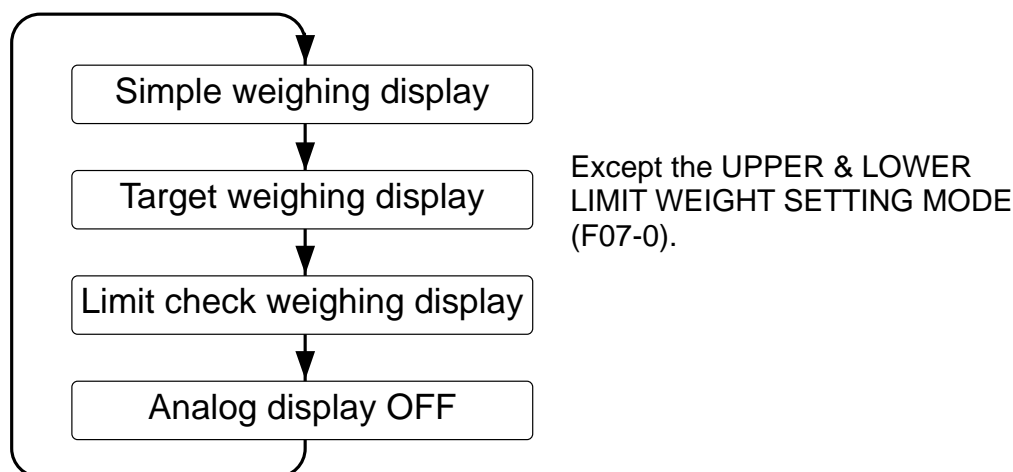 Simple weighing display
Target weighing display
Except the UPPER & LOWER
LIMIT WEIGHT SETTING MODE
(F07-0).
Limit check weighing display
Analog display OFF